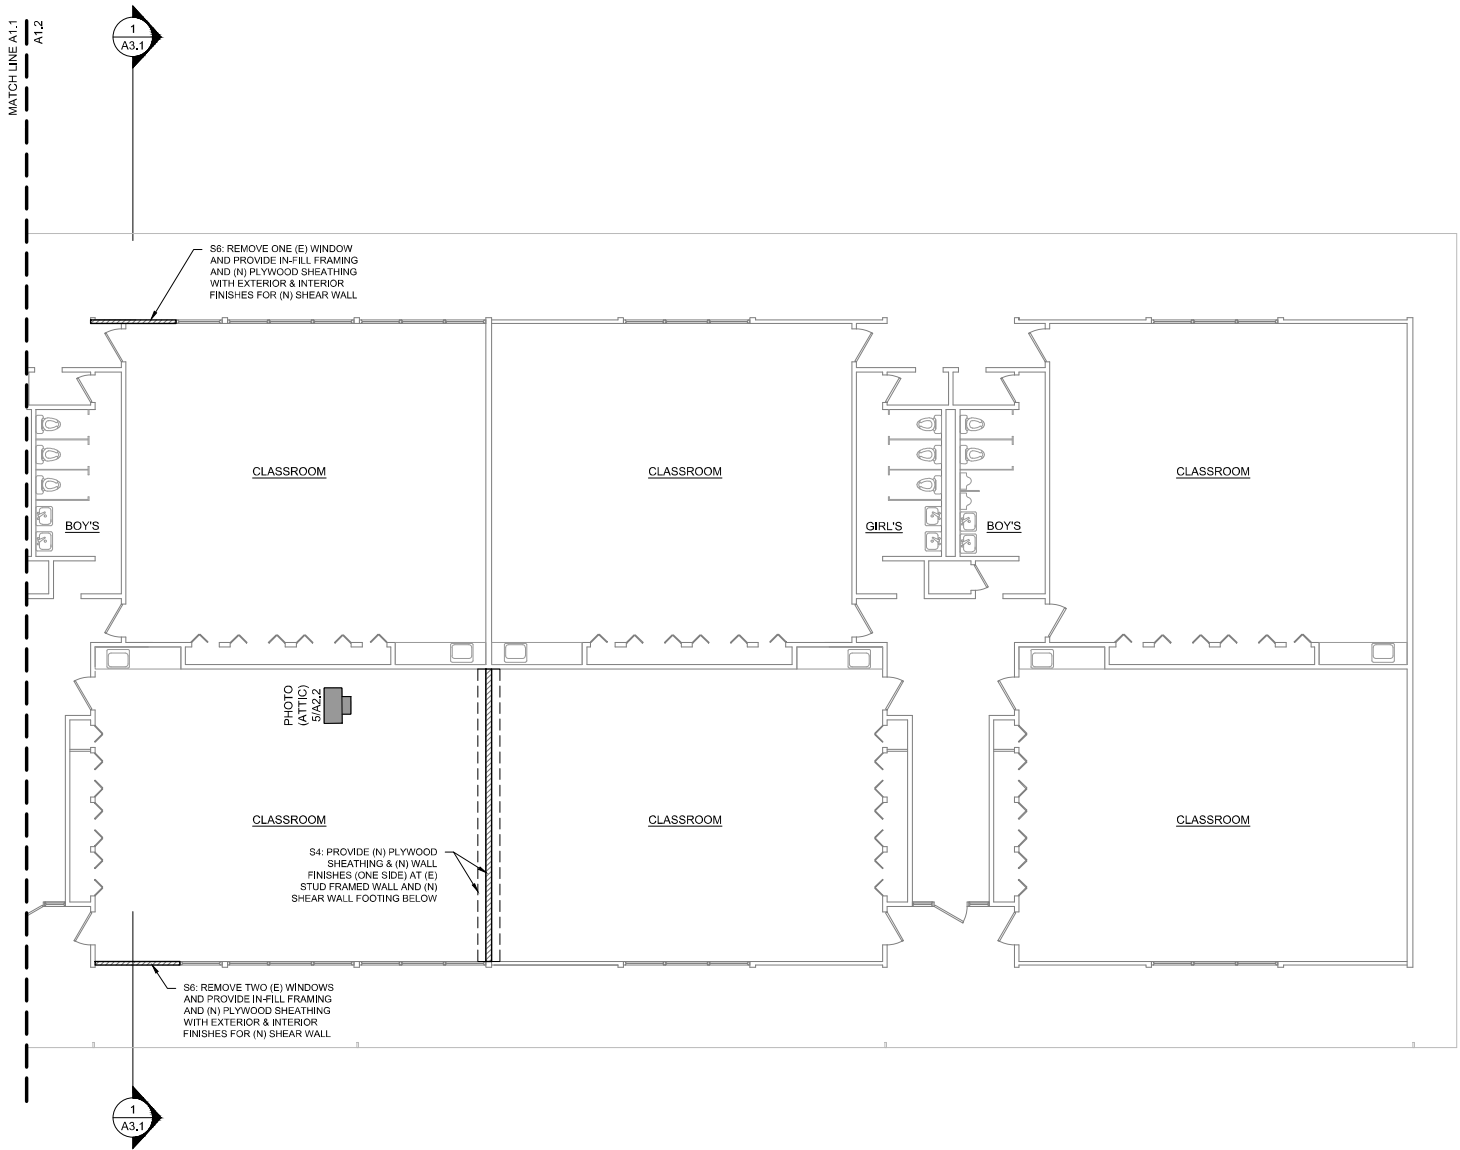 MATCH LINE A1.1
A1.2
1
A3.1
S6: REMOVE ONE (E) WINDOW
AND PROVIDE IN-FILL FRAMING
AND (N) PLYWOOD SHEATHING
WITH EXTERIOR & INTERIOR
FINISHES FOR (N) SHEAR WALL
CLASSROOM
CLASSROOM
CLASSROOM
BOY'S
GIRL'S
BOY'S
PHOTO
(ATTIC)
5/A2.2
CLASSROOM
CLASSROOM
CLASSROOM
S4: PROVIDE (N) PLYWOOD
SHEATHING & (N) WALL
FINISHES (ONE SIDE) AT (E)
STUD FRAMED WALL AND (N)
SHEAR WALL FOOTING BELOW
S6: REMOVE TWO (E) WINDOWS
AND PROVIDE IN-FILL FRAMING
AND (N) PLYWOOD SHEATHING
WITH EXTERIOR & INTERIOR
FINISHES FOR (N) SHEAR WALL
1
A3.1